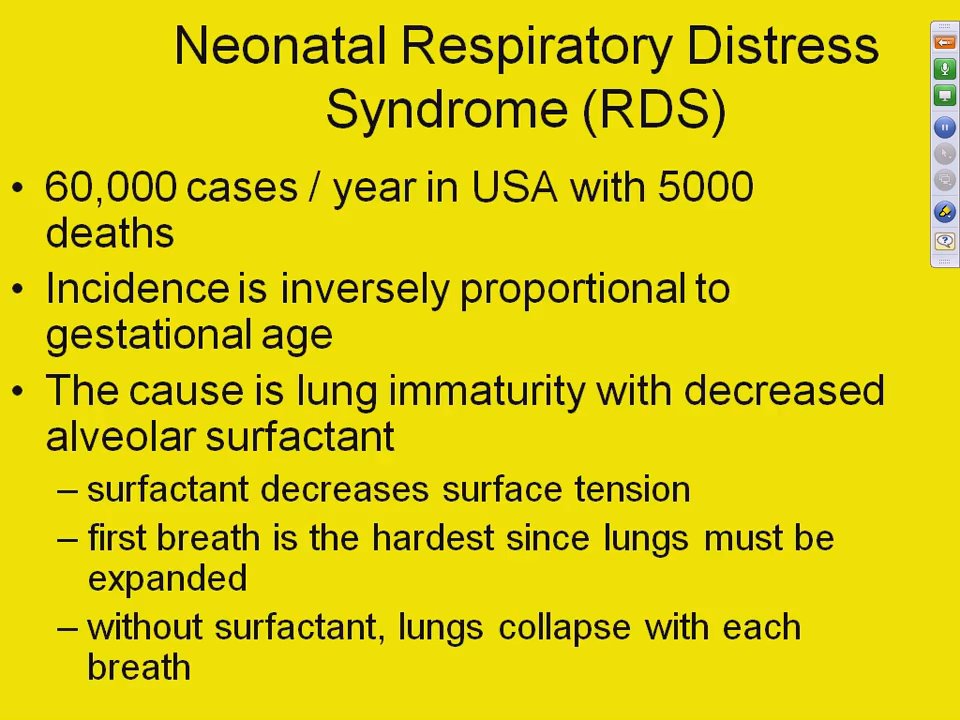 Neonatal Respiratory Distress
Syndrome (RDS)
• 60,000 cases / year in USA with 5000
deaths
• Incidence is inversely proportional to
gestational age
• The cause is lung immaturity with decreased
alveolar surfactant
– surfactant decreases surface tension
– first breath is the hardest since lungs must be
expanded
– without surfactant, lungs collapse with each
breath